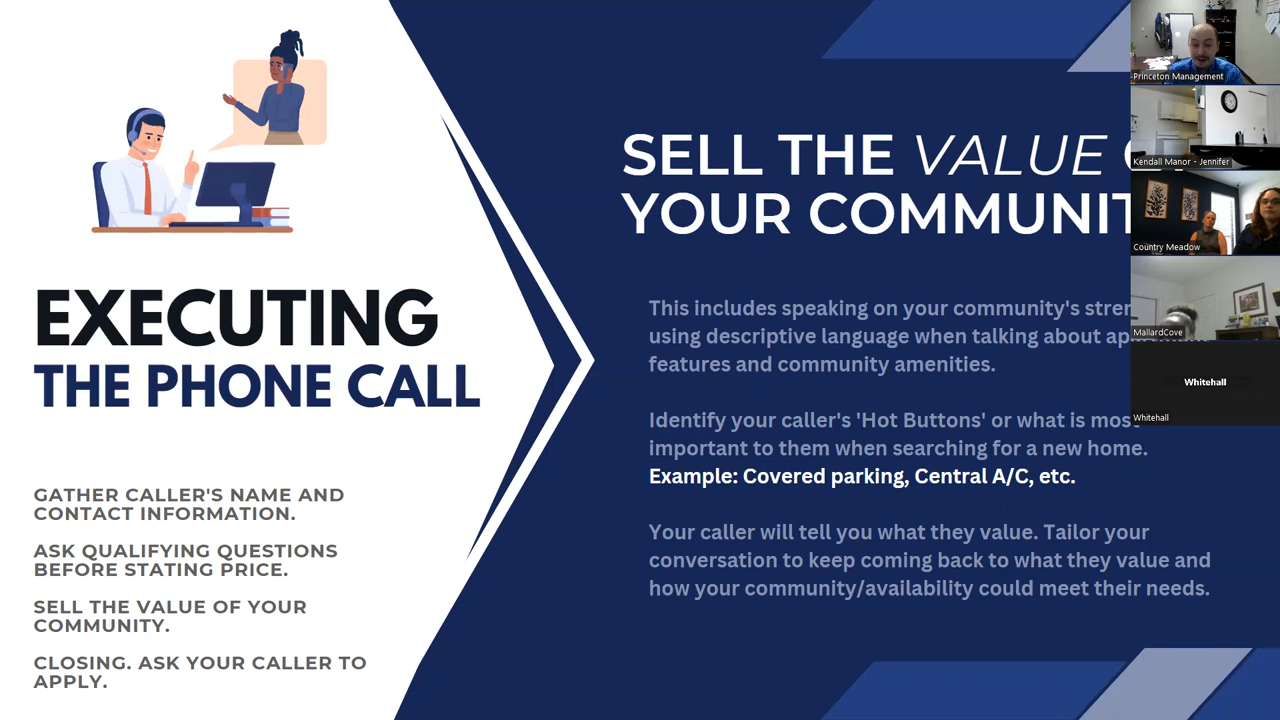 EXECUTING
THE PHONE CALL
GATHER CALLER'S NAME AND
CONTACT INFORMATION.
ASK QUALIFYING QUESTIONS
BEFORE STATING PRICE.
SELL THE VALUE OF YOUR
COMMUNITY.
CLOSING. ASK YOUR CALLER TO
APPLY.
SELL THE VALUE
YOUR
This includes speaking on your community's
using descriptive language when talking about
features and community amenities.
Identify your caller's 'Hot Buttons' or what is most
important to them when searching for a new home.
Example: Covered parking, Central A/C, etc.
Your caller will tell you what they value. Tailor your
conversation to keep coming back to what they value and
how your community/availability could meet their needs.
Princeton Management
Kendall Manor - Jennifer
Country Meadow
MallardCove
Whitehall
Whitehall